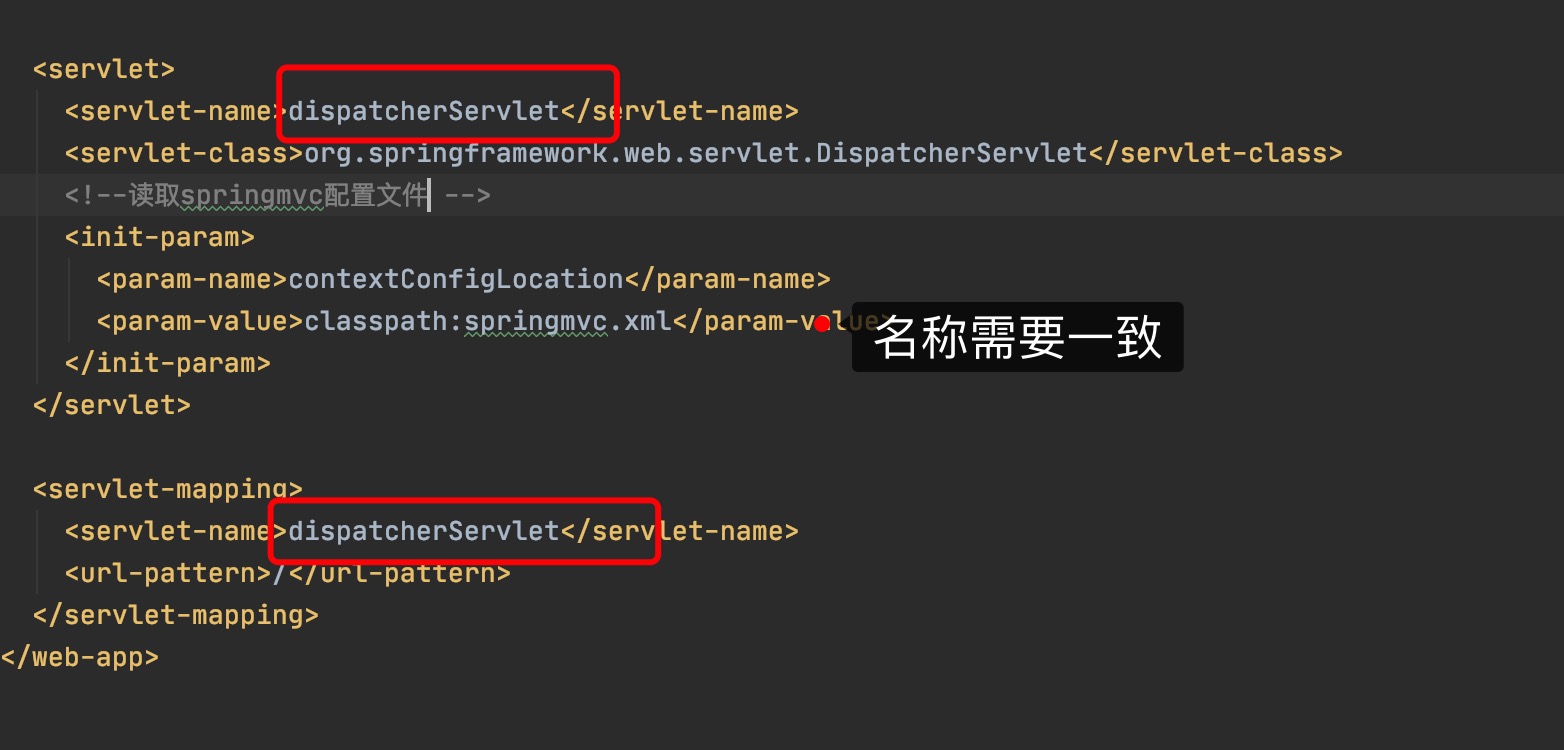 <servlet>
<servlet-name>dispatcherServlet</servlet-name>
<servlet-class>org.springframework.web.servlet.DispatcherServlet</servlet-class>
<!--读取springmvc配置文件 -->
<init-param>
<param-name>contextConfigLocation</param-name>
<param-value>classpath:springmvc.xml</param-value>
名称需要一致
</init-param>
</servlet>
<servlet-mapping>
<servlet-name>dispatcherServlet</servlet-name>
<url-pattern>/</url-pattern>
</servlet-mapping>
</web-app>